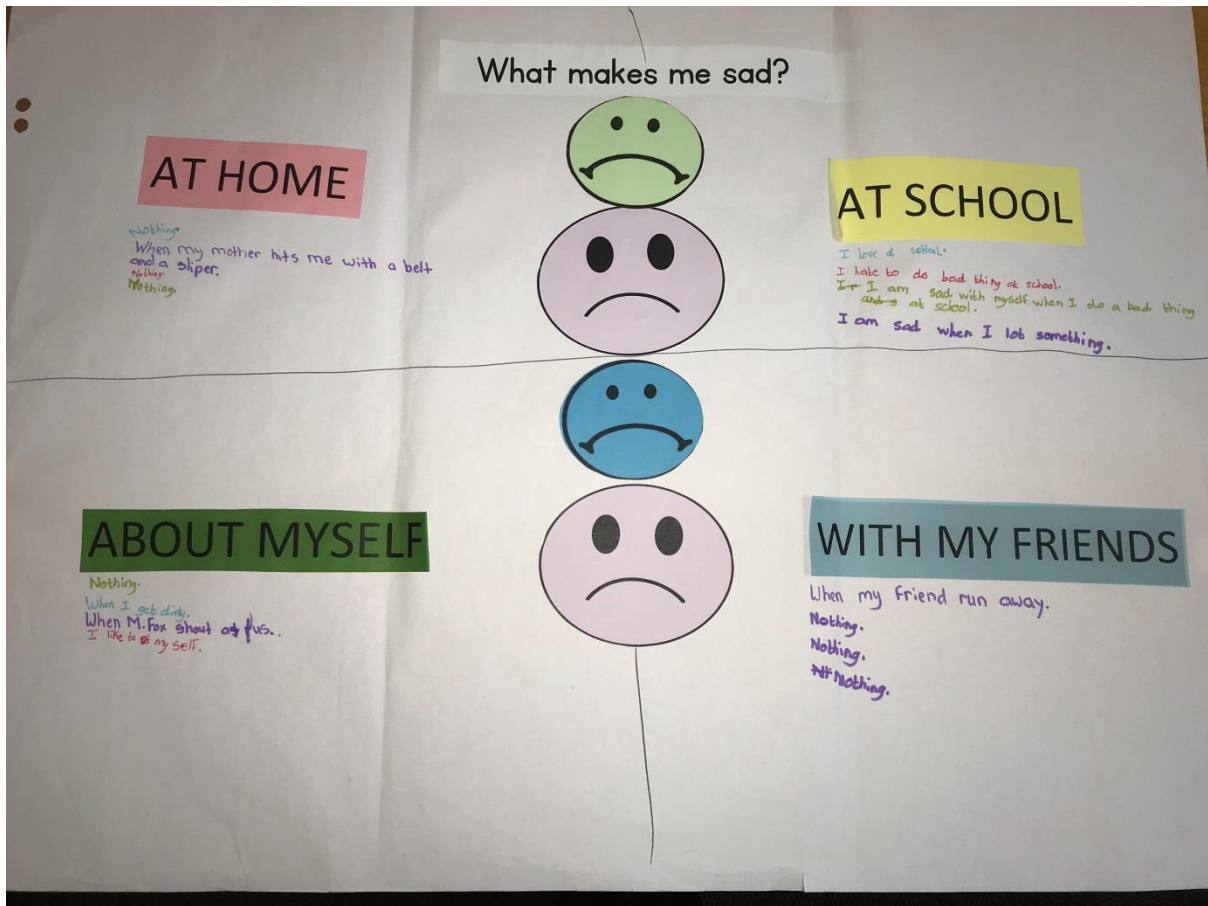 What makes me sad?
AT HOME
Nothing.
When my mother hits me with a belt
and a sliper.
Nothing.
Nothing.
AT SCHOOL
I love school.
I hate to do bad thing at school.
I am sad with myself when I do a bad thing
at school.
I am sad when I lot something.
ABOUT MYSELF
Nothing.
When I get dirty.
When M.Fox shout at us..
I like to my self.
WITH MY FRIENDS
When my friend run away.
Nothing.
Nothing.
Nothing.